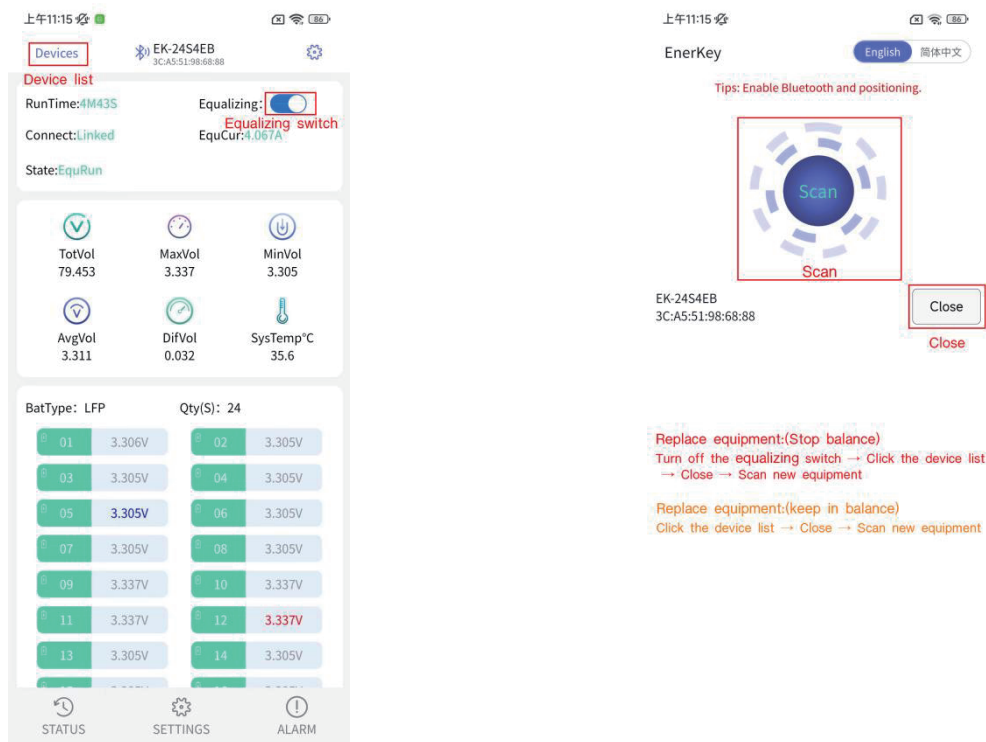 上午11:15
86
Devices
EK-24S4EB
3C:A5:51:98:68:88
Device list
RunTime:4M43S
Equalizing:
Equalizing switch
Connect:Linked
EquCur:4.067A
State:EquRun
TotVol
79.453
MaxVol
3.337
MinVol
3.305
AvgVol
3.311
DifVol
0.032
SysTemp°C
35.6
BatType: LFP
Qty(S): 24
01 3.306V
02 3.305V
03 3.305V
04 3.305V
05 3.305V
06 3.305V
07 3.305V
08 3.305V
09 3.337V
10 3.337V
11 3.337V
12 3.337V
13 3.305V
14 3.305V
STATUS
SETTINGS
ALARM
上午11:15
86
EnerKey
English
简体中文
Tips: Enable Bluetooth and positioning.
Scan
Scan
EK-24S4EB
3C:A5:51:98:68:88
Close
Close
Replace equipment:(Stop balance)
Turn off the equalizing switch → Click the device list
→ Close → Scan new equipment
Replace equipment:(keep in balance)
Click the device list → Close → Scan new equipment